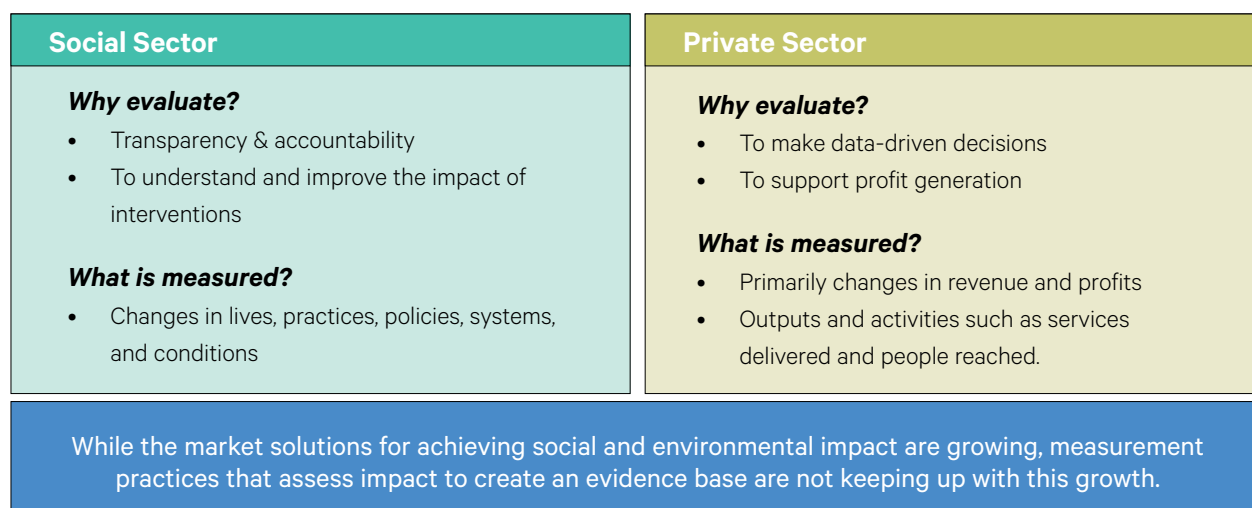 Social Sector
Why evaluate?
• Transparency & accountability
• To understand and improve the impact of
interventions
What is measured?
• Changes in lives, practices, policies, systems,
and conditions
Private Sector
Why evaluate?
• To make data-driven decisions
• To support profit generation
What is measured?
• Primarily changes in revenue and profits
• Outputs and activities such as services
delivered and people reached.
While the market solutions for achieving social and environmental impact are growing, measurement
practices that assess impact to create an evidence base are not keeping up with this growth.